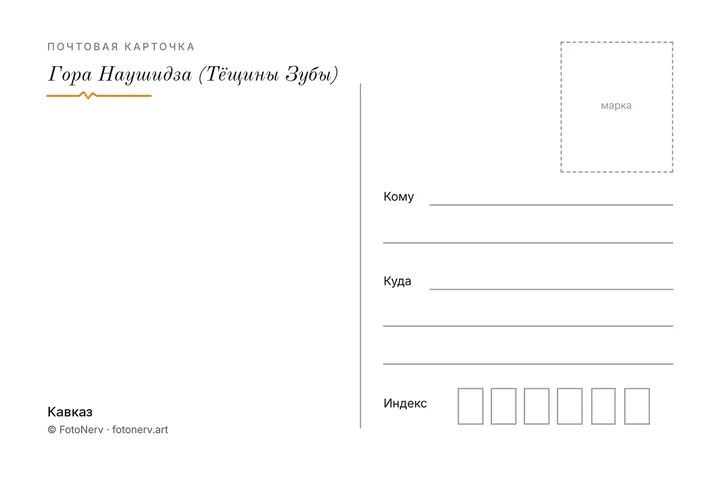 ПОЧТОВАЯ КАРТОЧКА
Гора Наушидза (Тёщины Зубы)
марка
Кому
Куда
Индекс
Кавказ
© FotoNerv · fotonerv.art